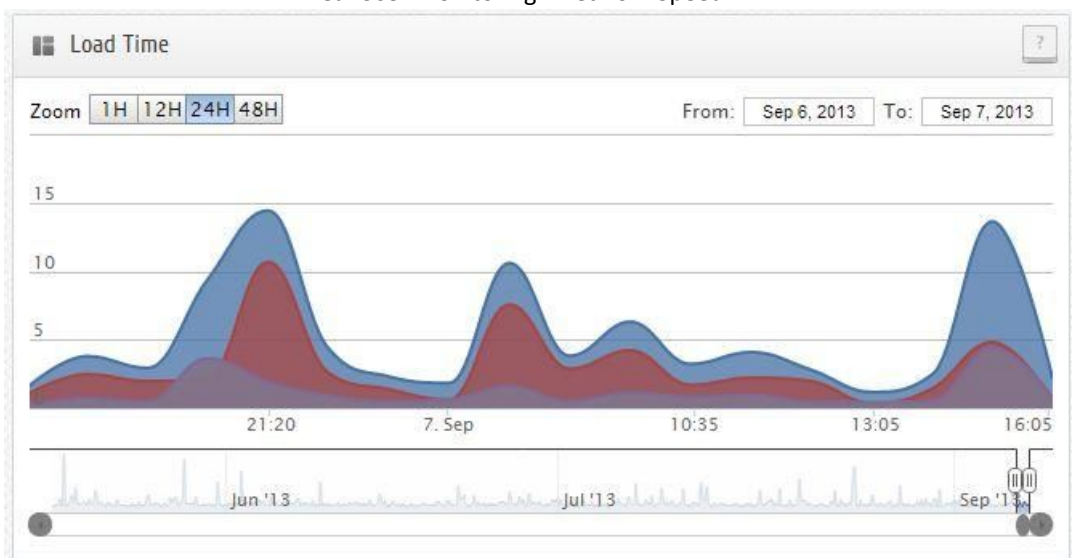 Load Time
?
Zoom 1H 12H 24H 48H
From: Sep 6, 2013 To: Sep 7, 2013
15
10
5
0
21:20 7. Sep 10:35 13:05 16:05
Jun '13 Jul '13 Sep '13